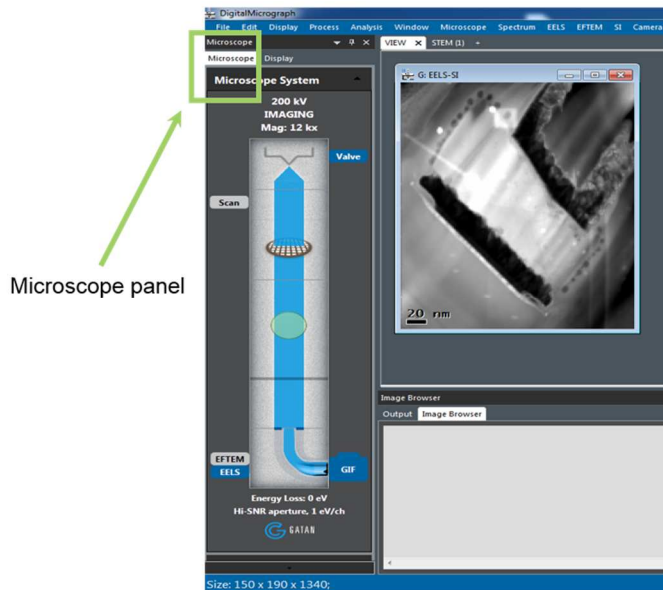 DigitalMicrograph
File Edit Display Process Analysis Window Microscope Spectrum EELS EFTEM SI Camera
Microscope
VIEW STEM (1)
Microscope Display
Microscope System
G: EELS-SI
200 kV
IMAGING
Mag: 12 kx
Valve
Scan
Microscope panel
20 nm
Image Browser
Output Image Browser
EFTEM
EELS
GIF
Energy Loss: 0 eV
Hi-SNR aperture, 1 eV/ch
GATAN
Size: 150 x 190 x 1340;